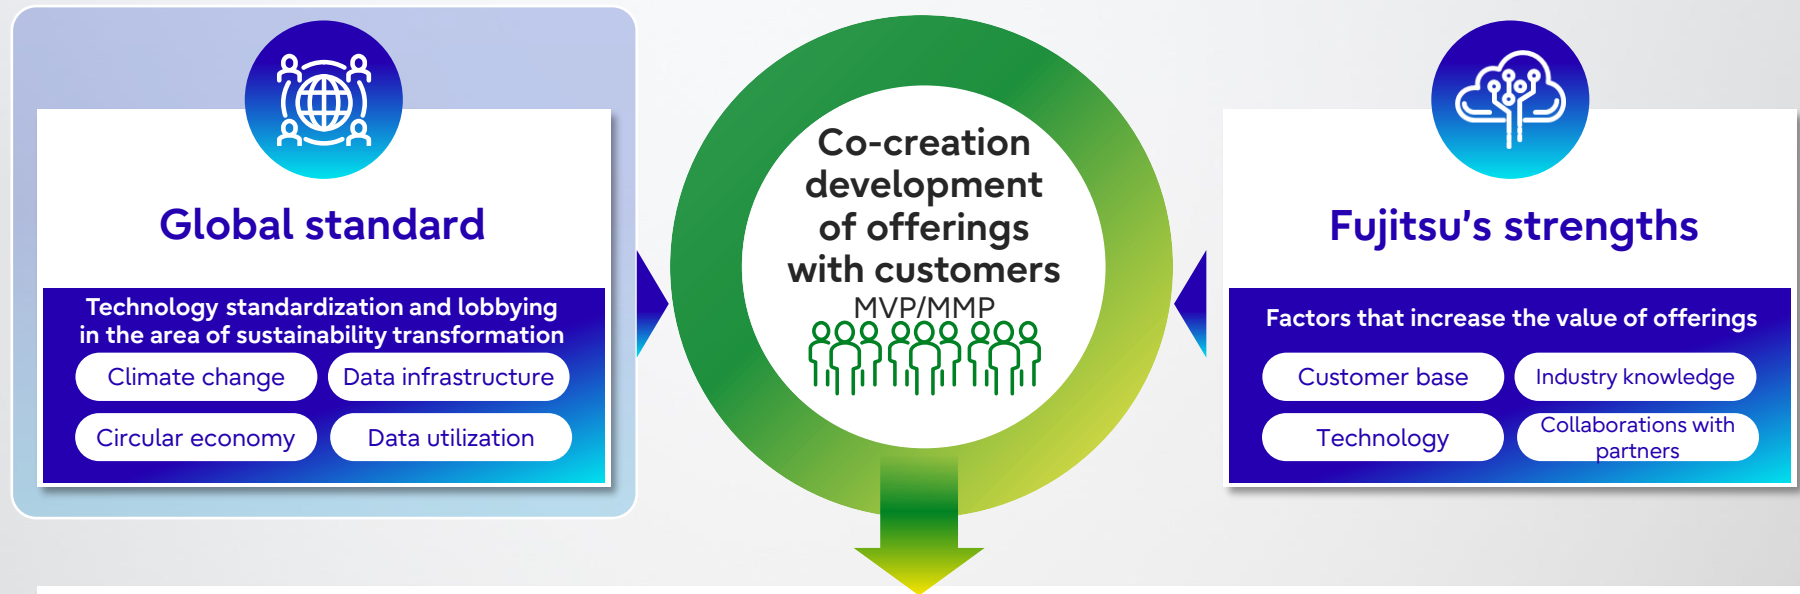 Global standard
Technology standardization and lobbying
in the area of sustainability transformation
Climate change
Data infrastructure
Circular economy
Data utilization
Co-creation
development
of offerings
with customers
MVP/MMP
Fujitsu's strengths
Factors that increase the value of offerings
Customer base
Industry knowledge
Technology
Collaborations with
partners